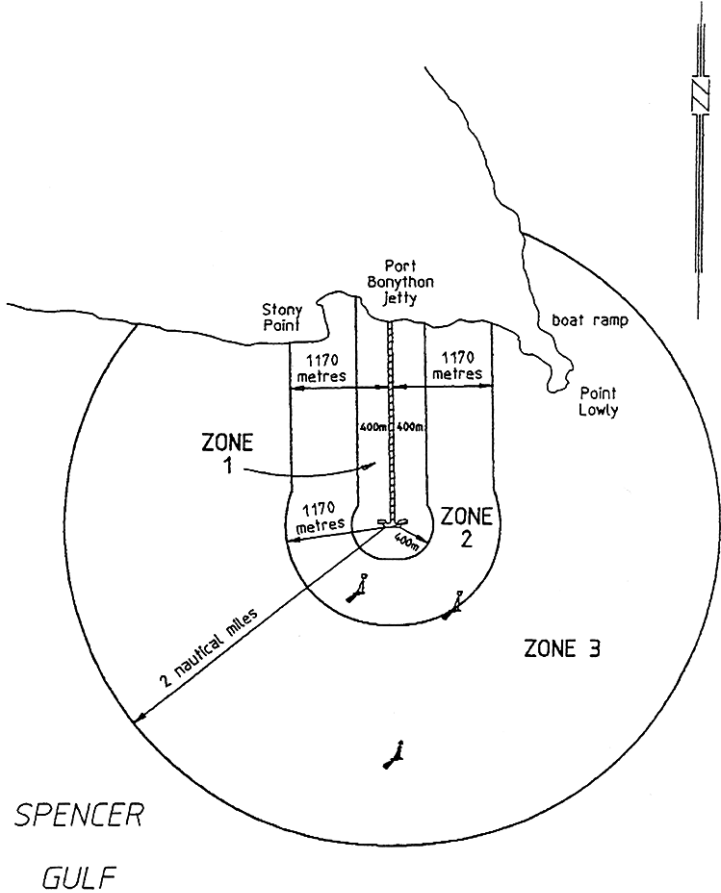 Port
Bonython
jetty
Stony
Point
boat ramp
1170
metres
1170
metres
Point
Lowly
400m
400m
ZONE
1
1170
metres
ZONE
2
400m
2 nautical miles
ZONE 3
SPENCER
GULF